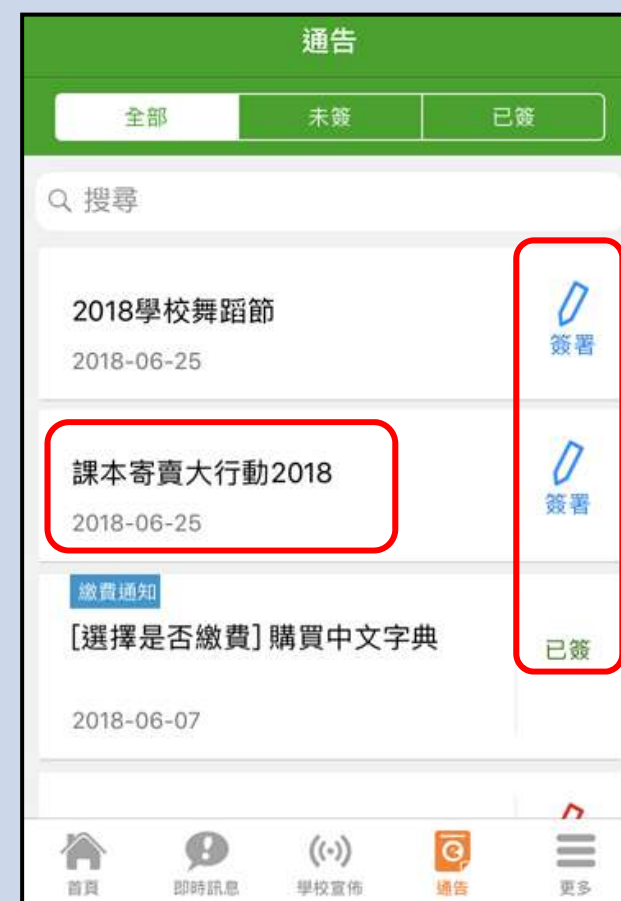 通告
全部 未簽 已簽
搜尋
2018學校舞蹈節
2018-06-25
簽署
課本寄賣大行動2018
2018-06-25
簽署
繳費通知
[選擇是否繳費] 購買中文字典
已簽
2018-06-07
首頁 即時訊息 學校宣佈 通告 更多